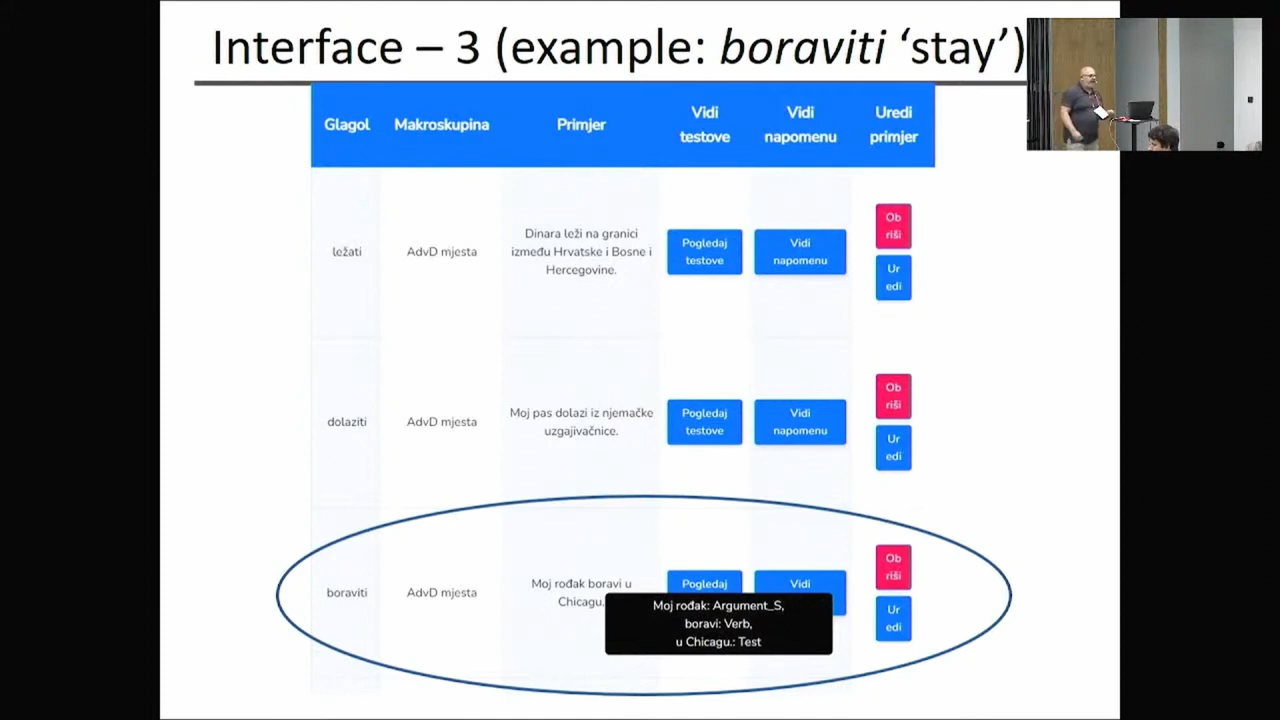 Interface – 3 (example: boraviti ‘stay’)
Glagol
Makroskupina
Primjer
Vidi
testove
Vidi
napomenu
Uredi
primjer
ležati
AdvD mjesta
Dinara leži na granici
između Hrvatske i Bosne i
Hercegovine.
Pogledaj
testove
Vidi
napomenu
Ob
riši
Ur
edi
dolaziti
AdvD mjesta
Moj pas dolazi iz njemačke
uzgajivačnice.
Pogledaj
testove
Vidi
napomenu
Ob
riši
Ur
edi
boraviti
AdvD mjesta
Moj rođak boravi u
Chicagu.
Pogledaj
Vidi
Ob
riši
Ur
edi
Moj rođak: Argument_S,
boravi: Verb,
u Chicagu.: Test